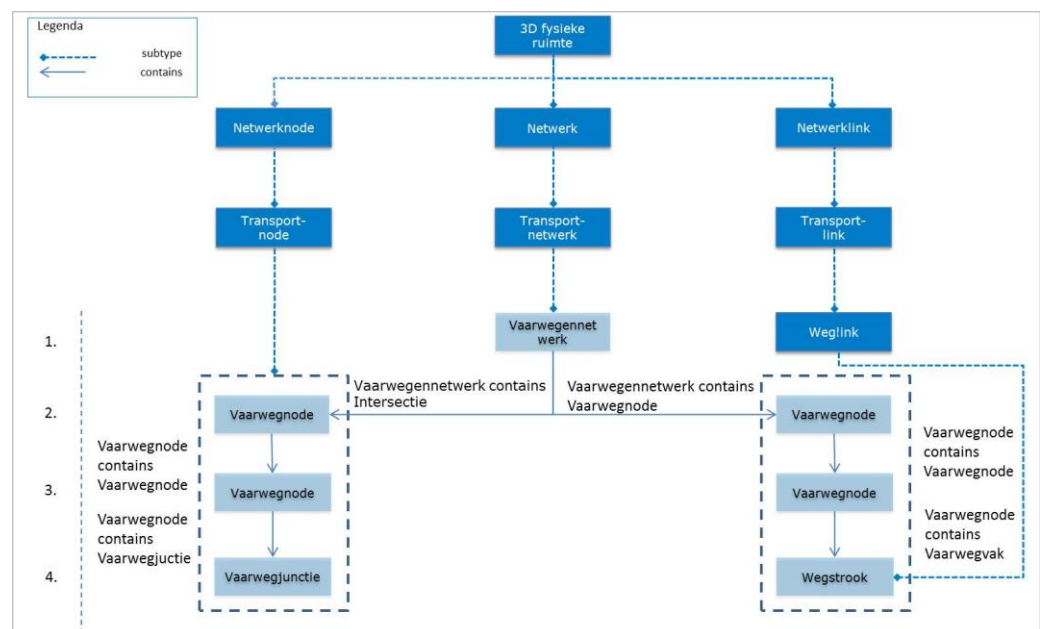 Legenda
subtype
contains
3D fysieke
ruimte
Netwerknode
Netwerk
Netwerklink
Transport-
node
Transport-
netwerk
Transport-
link
1.
Vaarwegennet
werk
Weglink
Vaarwegennetwerk contains
Intersectie
Vaarwegennetwerk contains
Vaarwegnode
2.
Vaarwegnode
Vaarwegnode
Vaarwegnode
contains
Vaarwegnode
Vaarwegnode
contains
Vaarwegnode
3.
Vaarwegnode
Vaarwegnode
Vaarwegnode
contains
Vaarwegjuctie
Vaarwegnode
contains
Vaarwegvak
4.
Vaarwegjunctie
Wegstrook